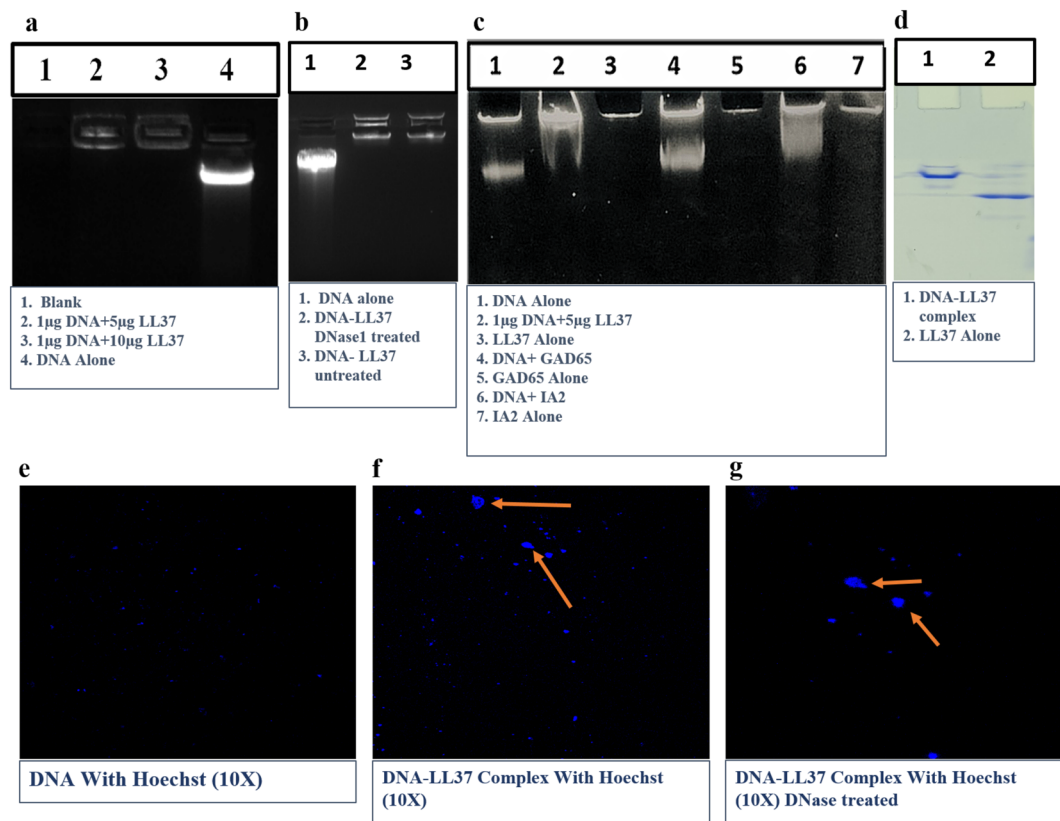 a
1 2 3 4
1. Blank
2. 1µg DNA+5µg LL37
3. 1µg DNA+10µg LL37
4. DNA Alone
b
1 2 3
1. DNA alone
2. DNA-LL37
DNase1 treated
3. DNA- LL37
untreated
c
1 2 3 4 5 6 7
1. DNA Alone
2. 1µg DNA+5µg LL37
3. LL37 Alone
4. DNA+ GAD65
5. GAD65 Alone
6. DNA+ IA2
7. IA2 Alone
d
1 2
1. DNA-LL37
complex
2. LL37 Alone
e
DNA With Hoechst (10X)
f
DNA-LL37 Complex With Hoechst
(10X)
g
DNA-LL37 Complex With Hoechst
(10X) DNase treated